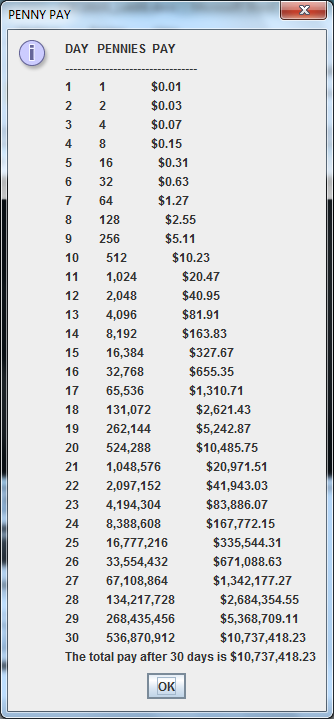 PENNY PAY
DAY PENNIES PAY
--------------------------------
1 1 $0.01
2 2 $0.03
3 4 $0.07
4 8 $0.15
5 16 $0.31
6 32 $0.63
7 64 $1.27
8 128 $2.55
9 256 $5.11
10 512 $10.23
11 1,024 $20.47
12 2,048 $40.95
13 4,096 $81.91
14 8,192 $163.83
15 16,384 $327.67
16 32,768 $655.35
17 65,536 $1,310.71
18 131,072 $2,621.43
19 262,144 $5,242.87
20 524,288 $10,485.75
21 1,048,576 $20,971.51
22 2,097,152 $41,943.03
23 4,194,304 $83,886.07
24 8,388,608 $167,772.15
25 16,777,216 $335,544.31
26 33,554,432 $671,088.63
27 67,108,864 $1,342,177.27
28 134,217,728 $2,684,354.55
29 268,435,456 $5,368,709.11
30 536,870,912 $10,737,418.23
The total pay after 30 days is $10,737,418.23
OK